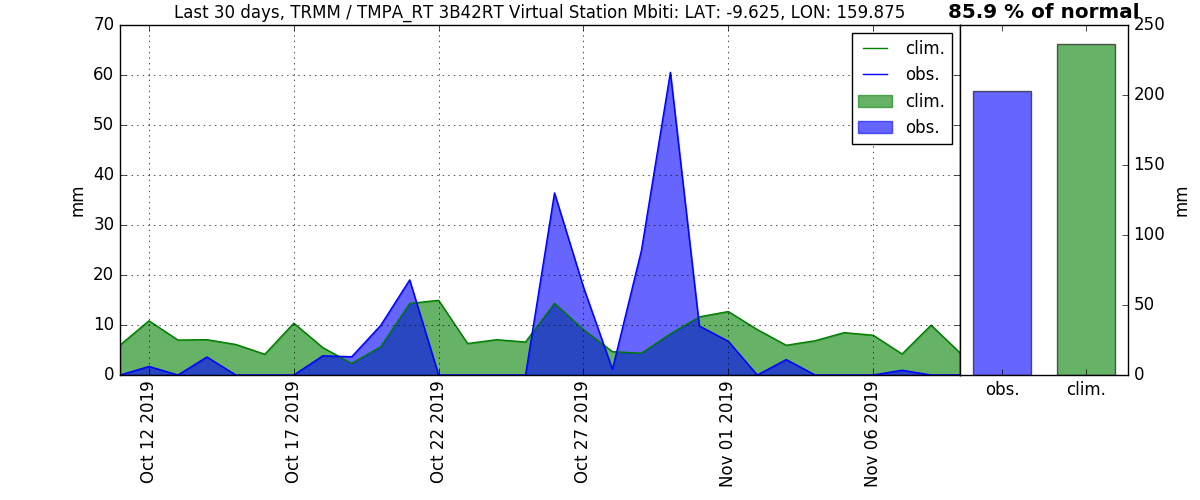 Last 30 days, TRMM / TMPA_RT 3B42RT Virtual Station Mbiti: LAT: -9.625, LON: 159.875
85.9 % of normal
70
60
50
40
30
20
10
0
mm
clim.
obs.
clim.
obs.
Oct 12 2019
Oct 17 2019
Oct 22 2019
Oct 27 2019
Nov 01 2019
Nov 06 2019
250
200
150
100
50
0
mm
obs.
clim.